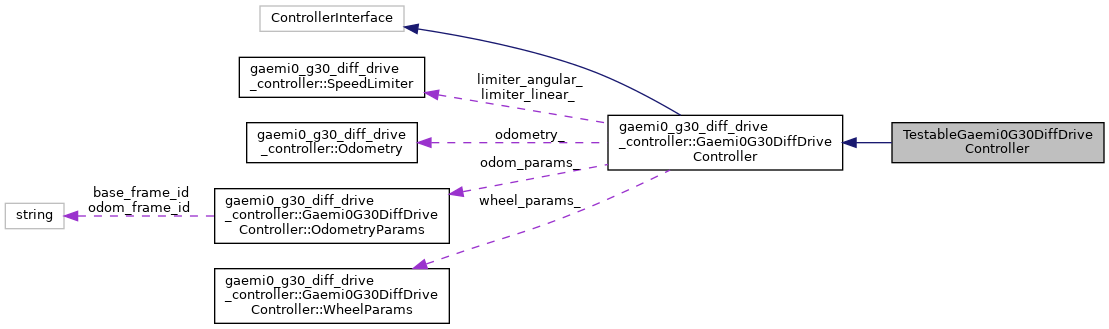 ControllerInterface
gaemi0_g30_diff_drive
_controller::SpeedLimiter
limiter_angular_
limiter_linear_
gaemi0_g30_diff_drive
_controller::Odometry
odometry_
gaemi0_g30_diff_drive
_controller::Gaemi0G30DiffDrive
Controller
TestableGaemi0G30DiffDrive
Controller
odom_params_
string
base_frame_id
odom_frame_id
gaemi0_g30_diff_drive
_controller::Gaemi0G30DiffDrive
Controller::OdometryParams
wheel_params_
gaemi0_g30_diff_drive
_controller::Gaemi0G30DiffDrive
Controller::WheelParams